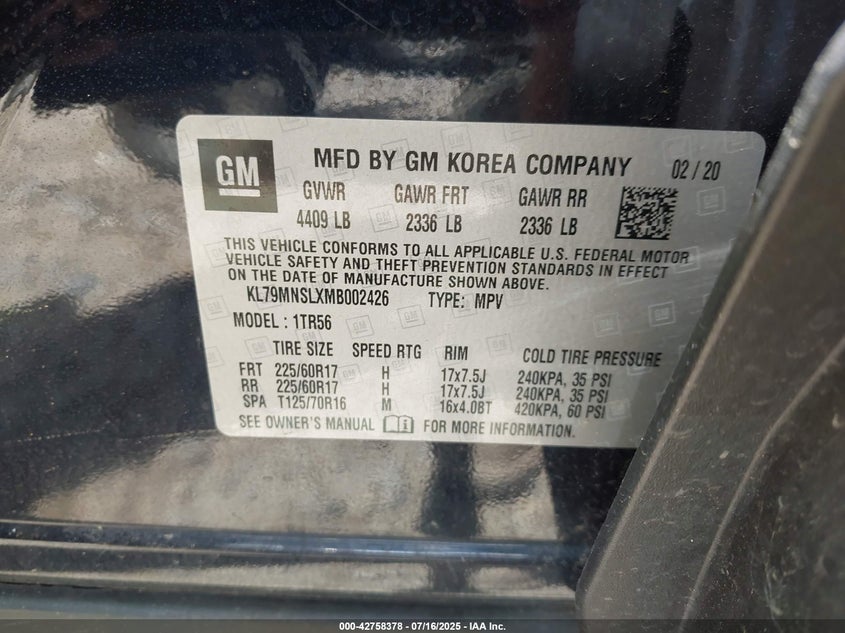 GM
MFD BY GM KOREA COMPANY 02 / 20
GVWR GAWR FRT GAWR RR
4409 LB 2336 LB 2336 LB
THIS VEHICLE CONFORMS TO ALL APPLICABLE U.S. FEDERAL MOTOR
VEHICLE SAFETY AND THEFT PREVENTION STANDARDS IN EFFECT
ON THE DATE OF MANUFACTURE SHOWN ABOVE.
KL79MNSLXMB002426 TYPE: MPV
MODEL : 1TR56
TIRE SIZE SPEED RTG RIM COLD TIRE PRESSURE
FRT 225/60R17 H 17x7.5J 240KPA, 35 PSI
RR 225/60R17 H 17x7.5J 240KPA, 35 PSI
SPA T125/70R16 M 16x4.0BT 420KPA, 60 PSI
SEE OWNER'S MANUAL FOR MORE INFORMATION.
000-42758378 - 07/16/2025 - IAA Inc.